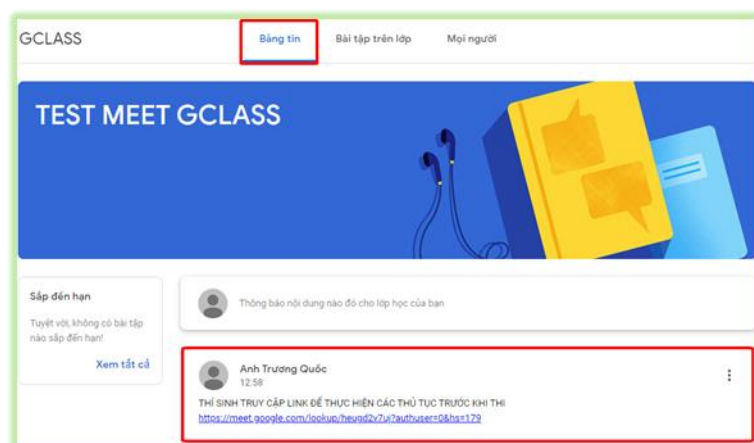 GCLASS
Bảng tin
Bài tập trên lớp
Mọi người
TEST MEET GCLASS
Sắp đến hạn
Tuyệt vời, không có bài tập
nào sắp đến hạn!
Xem tất cả
Thông báo nội dung nào đó cho lớp học của bạn
Anh Trương Quốc
12:58
THÍ SINH TRUY CẬP LINK ĐỂ THỰC HIỆN CÁC THỦ TỤC TRƯỚC KHI THI
https://meet.google.com/lookup/heugd2v7uj?authuser=0&hs=179